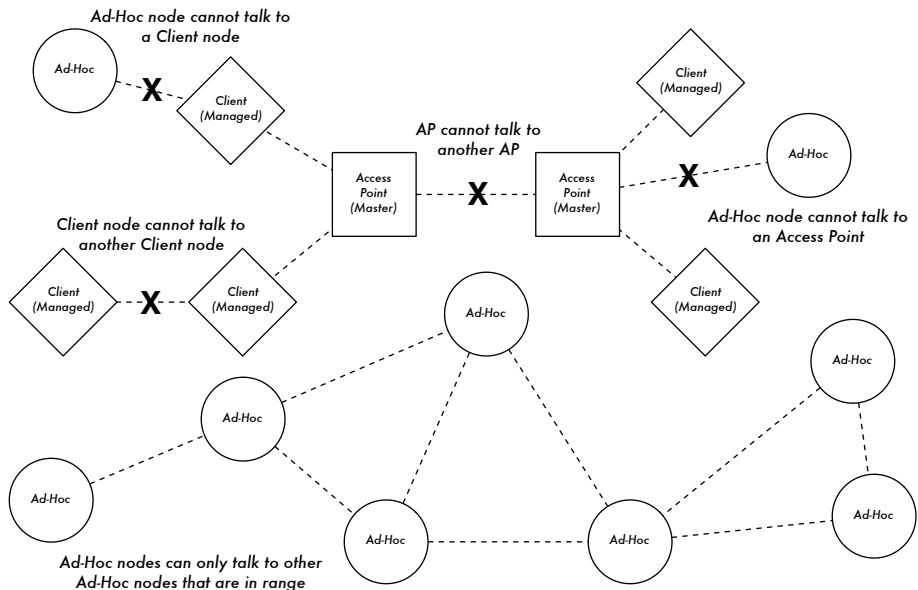 Ad-Hoc node cannot talk to
a Client node
Ad-Hoc
X
Client
(Managed)
Client
(Managed)
AP cannot talk to
another AP
Access
Point
(Master)
X
Access
Point
(Master)
X
Ad-Hoc
Ad-Hoc node cannot talk to
an Access Point
Client node cannot talk to
another Client node
Client
(Managed)
X
Client
(Managed)
Client
(Managed)
Ad-Hoc
Ad-Hoc
Ad-Hoc
Ad-Hoc
Ad-Hoc
Ad-Hoc
Ad-Hoc
Ad-Hoc nodes can only talk to other
Ad-Hoc nodes that are in range